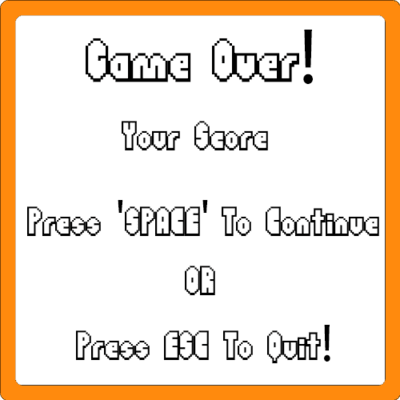 Game Over!
Your Score
Press 'SPACE' To Continue
OR
Press ESC To Quit!